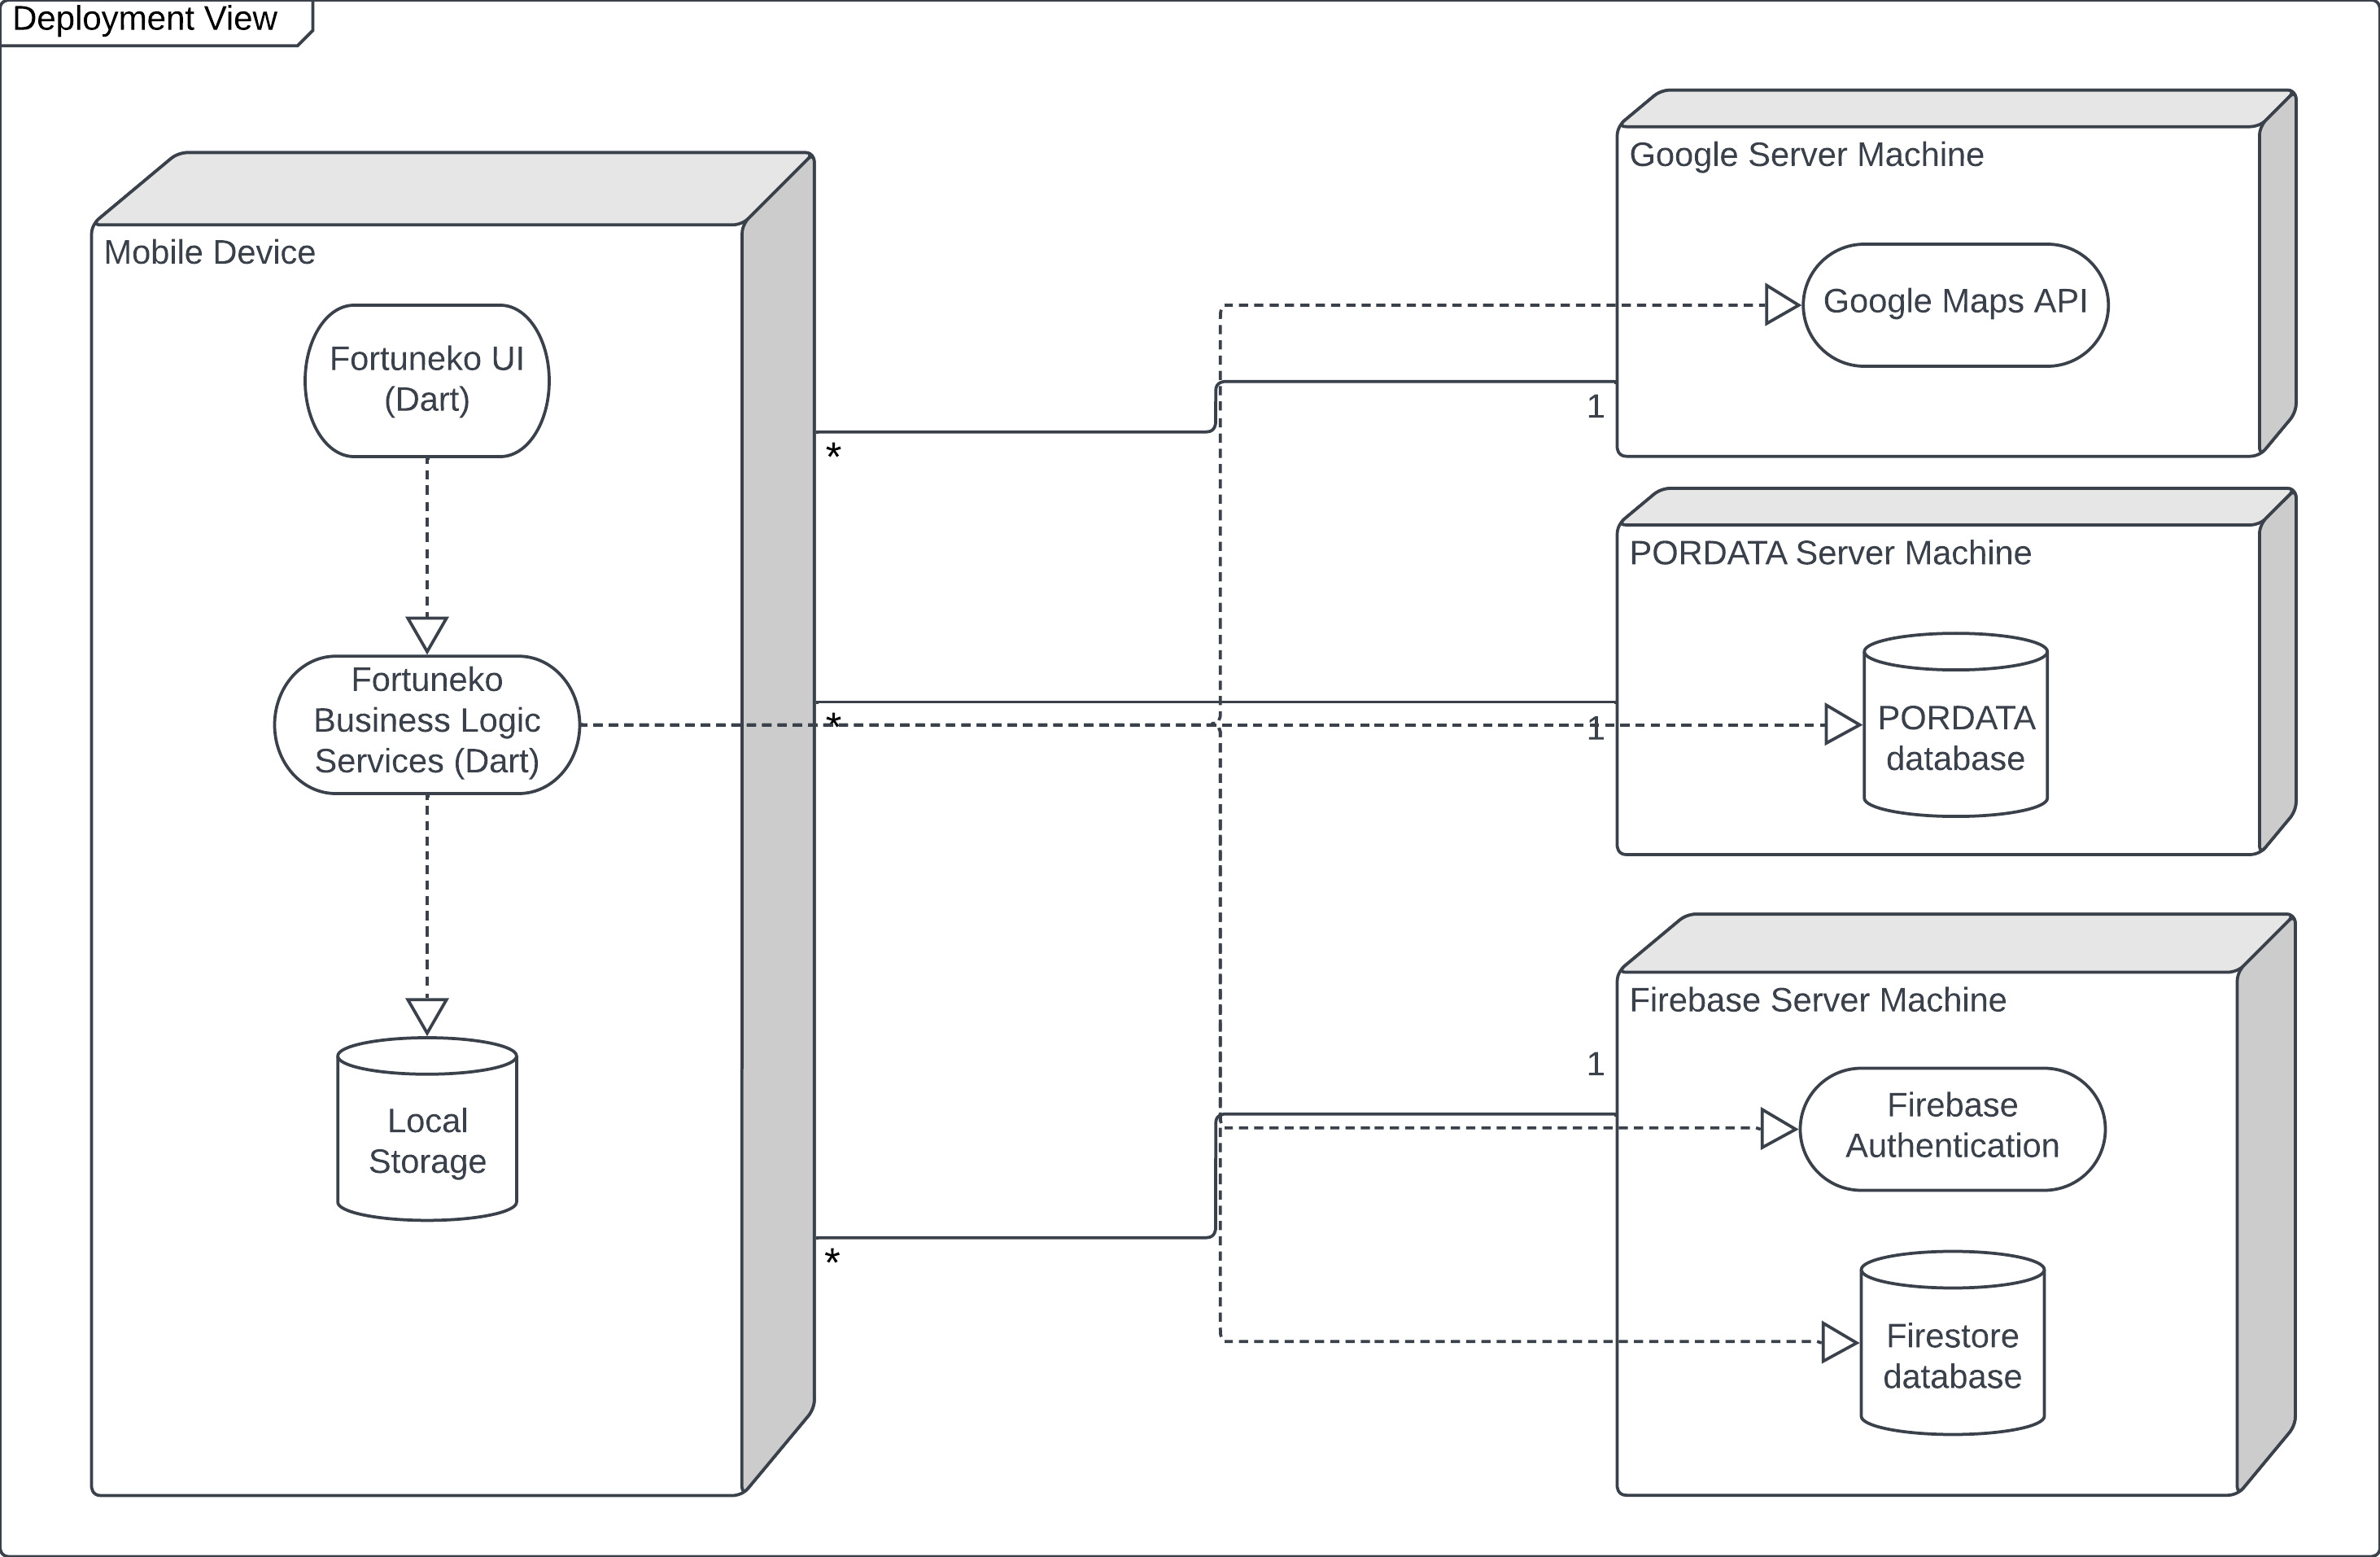 Deployment View
Mobile Device
Fortuneko UI
(Dart)
Fortuneko
Business Logic
Services (Dart)
Local
Storage
*
*
*
1
1
1
Google Server Machine
Google Maps API
PORDATA Server Machine
PORDATA
database
Firebase Server Machine
Firebase
Authentication
Firestore
database